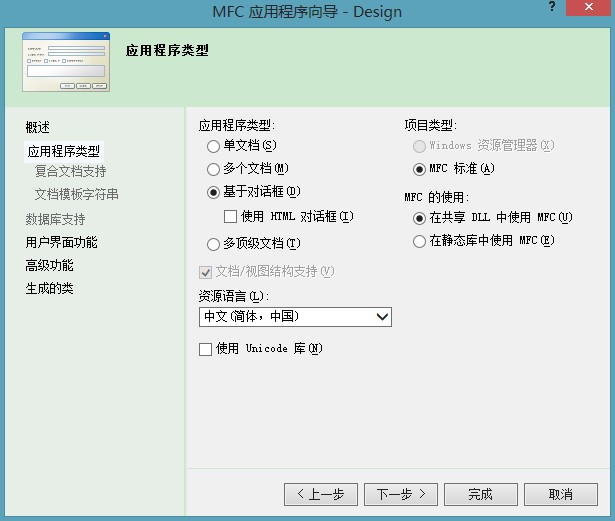 MFC 应用程序向导 - Design
?
×
应用程序类型
概述
应用程序类型
复合文档支持
文档模板字符串
数据库支持
用户界面功能
高级功能
生成的类
应用程序类型:
单文档(S)
多个文档(M)
基于对话框(D)
使用 HTML 对话框(I)
多顶级文档(T)
文档/视图结构支持(V)
资源语言(L):
中文(简体，中国)
使用 Unicode 库(N)
项目类型:
Windows 资源管理器(X)
MFC 标准(A)
MFC 的使用:
在共享 DLL 中使用 MFC(U)
在静态库中使用 MFC(E)
< 上一步
下一步 >
完成
取消